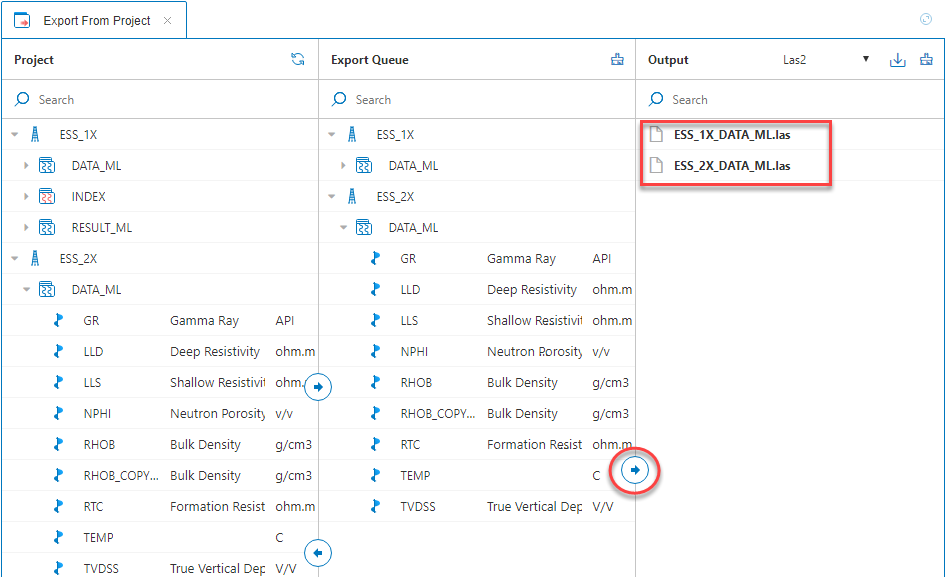 Export From Project
Project
Search
ESS_1X
DATA_ML
INDEX
RESULT_ML
ESS_2X
DATA_ML
GR Gamma Ray API
LLD Deep Resistivity ohm.m
LLS Shallow Resistivit ohm.
NPHI Neutron Porosity v/v
RHOB Bulk Density g/cm3
RHOB_COPY... Bulk Density g/cm3
RTC Formation Resist ohm.m
TEMP C
TVDSS True Vertical Dep V/V
Export Queue
Search
ESS_1X
DATA_ML
ESS_2X
DATA_ML
GR Gamma Ray API
LLD Deep Resistivity ohm.m
LLS Shallow Resistivit ohm.m
NPHI Neutron Porosity v/v
RHOB Bulk Density g/cm3
RHOB_COPY... Bulk Density g/cm3
RTC Formation Resist ohm.m
TEMP C
TVDSS True Vertical Dep V/V
Output Las2
Search
ESS_1X_DATA_ML.las
ESS_2X_DATA_ML.las